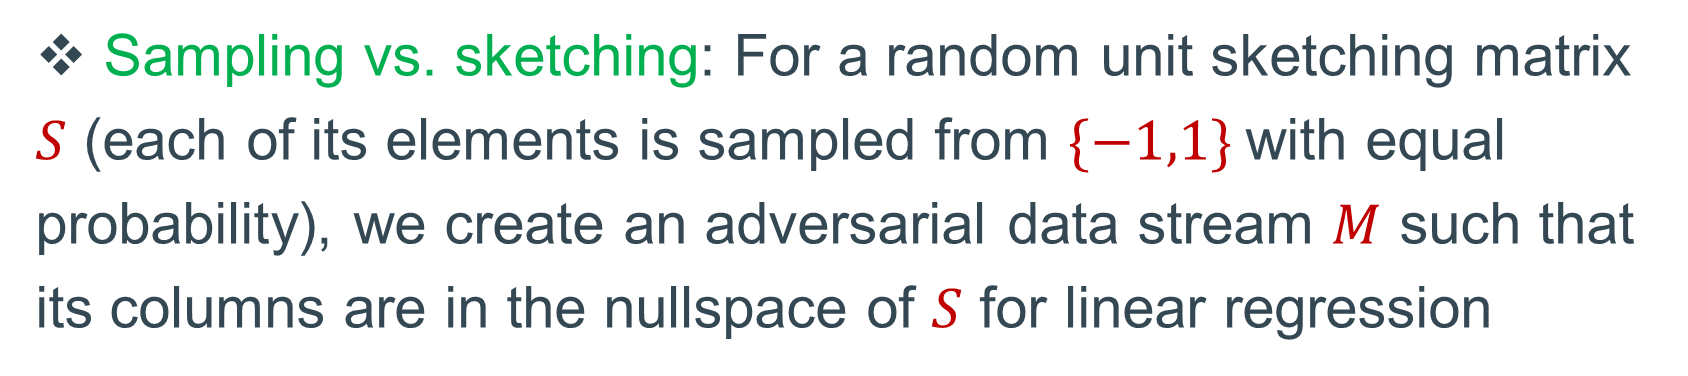 ❖ Sampling vs. sketching: For a random unit sketching matrix
S (each of its elements is sampled from {−1,1} with equal
probability), we create an adversarial data stream M such that
its columns are in the nullspace of S for linear regression